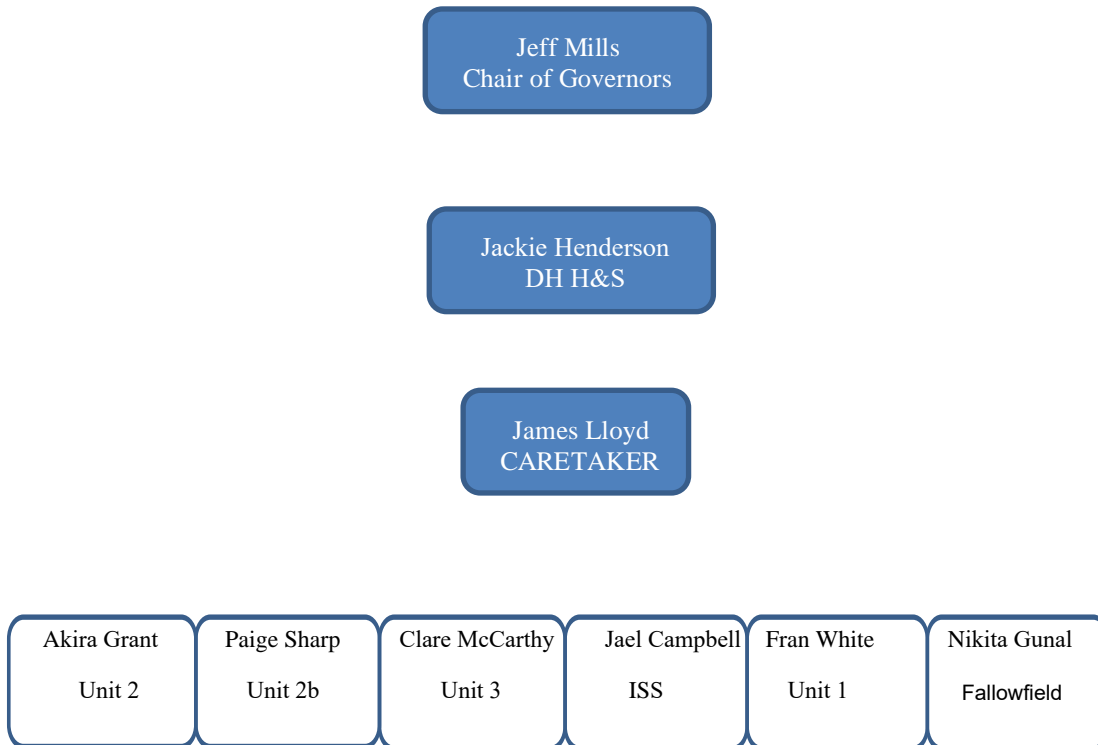 Jeff Mills
Chair of Governors
Jackie Henderson
DH H&S
James Lloyd
CARETAKER
Akira Grant
Unit 2
Paige Sharp
Unit 2b
Clare McCarthy
Unit 3
Jael Campbell
ISS
Fran White
Unit 1
Nikita Gunal
Fallowfield